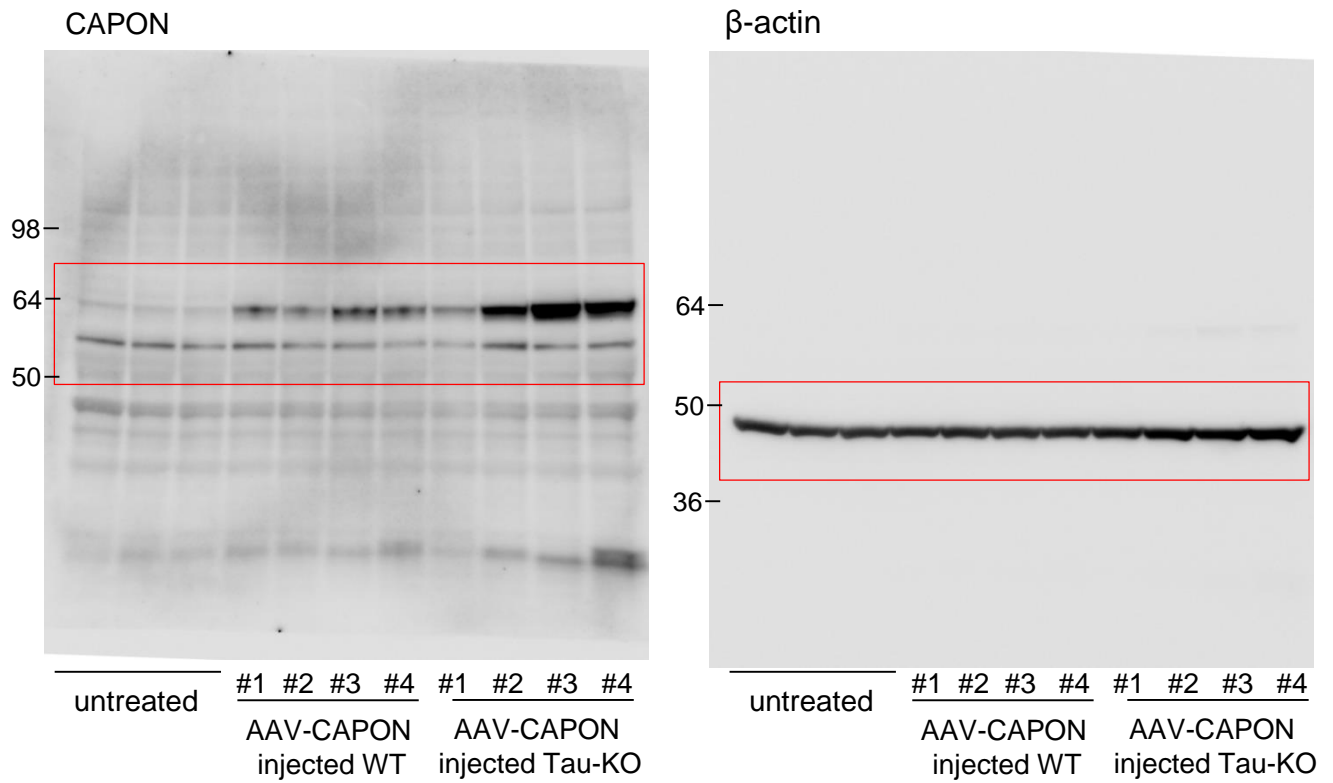 CAPON
98
64
50
untreated
#1 #2 #3 #4
AAV-CAPON
injected WT
#1 #2 #3 #4
AAV-CAPON
injected Tau-KO
β-actin
64
50
36
untreated
#1 #2 #3 #4
AAV-CAPON
injected WT
#1 #2 #3 #4
AAV-CAPON
injected Tau-KO